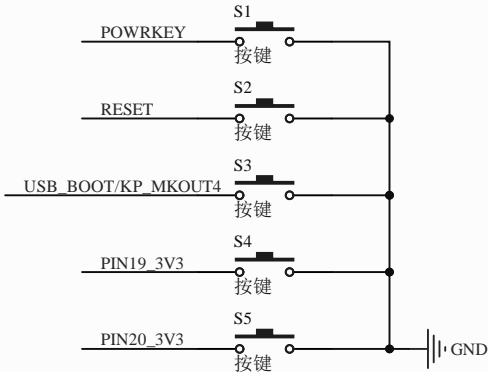 S1
POWRKEY
按键
S2
RESET
按键
S3
USB_BOOT/KP_MKOUT4
按键
S4
PIN19_3V3
按键
S5
PIN20_3V3
GND
按键